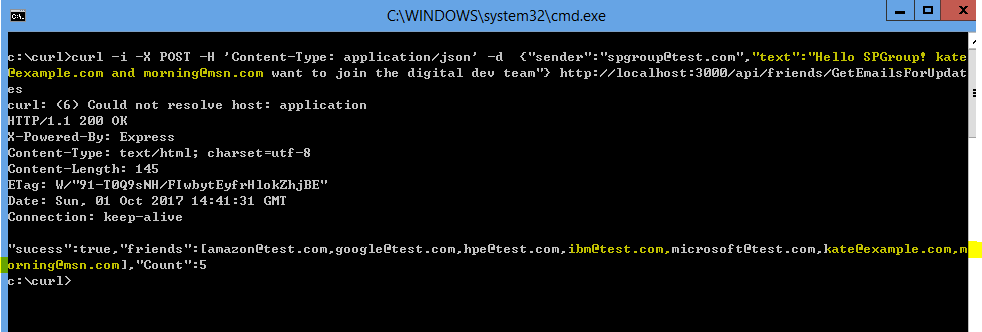 C:\WINDOWS\system32\cmd.exe
c:\curl>curl -i -X POST -H 'Content-Type: application/json' -d  {"sender":"spgroup@test.com","text":"Hello SPGroup! kate
@example.com and morning@msn.com want to join the digital dev team"} http://localhost:3000/api/friends/GetEmailsForUpdat
es
curl: (6) Could not resolve host: application
HTTP/1.1 200 OK
X-Powered-By: Express
Content-Type: text/html; charset=utf-8
Content-Length: 145
ETag: W/"91-T0Q9sNH/FIwbytEyfrHlokZhjBE"
Date: Sun, 01 Oct 2017 14:41:31 GMT
Connection: keep-alive
"sucess":true,"friends":[amazon@test.com,google@test.com,hpe@test.com,ibm@test.com,microsoft@test.com,kate@example.com,m
orning@msn.com],"Count":5
c:\curl>